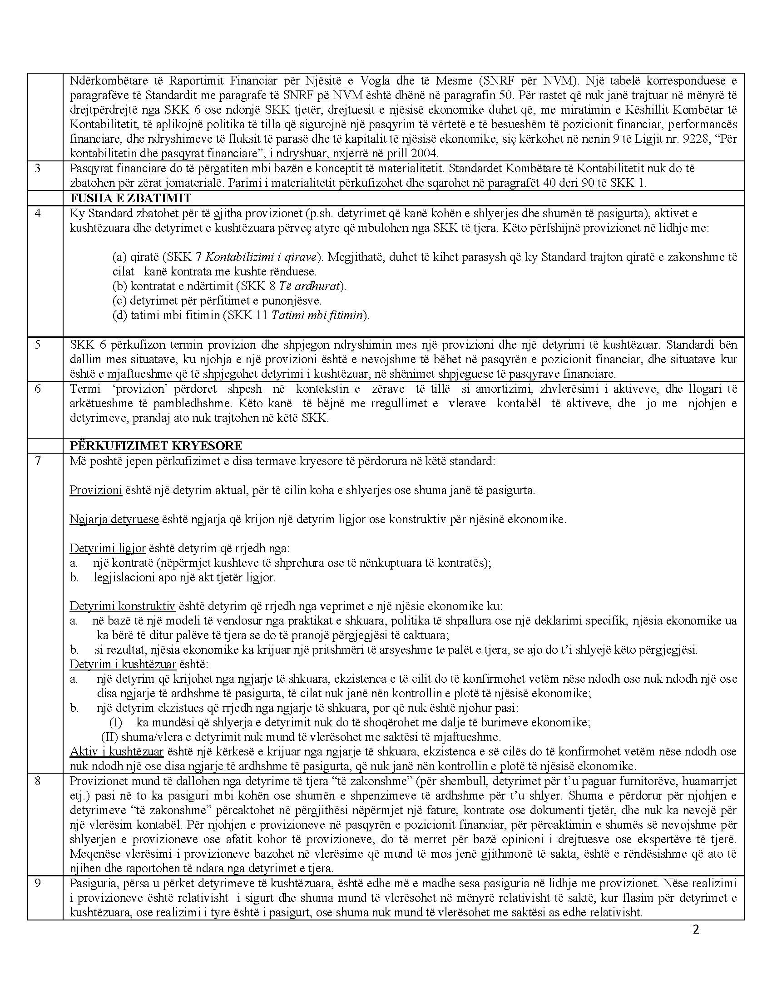 Ndërkombëtare të Raportimit Financiar për Njësitë e Vogla dhe të Mesme (SNRF për NVM). Një tabelë korresponduese e
paragrafëve të Standardit me paragrafe të SNRF pë NVM është dhënë në paragrafin 50. Për rastet që nuk janë trajtuar në mënyrë të
drejtpërdrejtë nga SKK 6 ose ndonjë SKK tjetër, drejtuesit e njësisë ekonomike duhet që, me miratimin e Këshillit Kombëtar të
Kontabilitetit, të aplikojnë politika të tilla që sigurojnë një pasqyrim të vërtetë e të besueshëm të pozicionit financiar, performancës
financiare, dhe ndryshimeve të fluksit të parasë dhe të kapitalit të njësisë ekonomike, siç kërkohet në nenin 9 të Ligjit nr. 9228, “Për
kontabilitetin dhe pasqyrat financiare”, i ndryshuar, nxjerrë në prill 2004.
3 Pasqyrat financiare do të përgatiten mbi bazën e konceptit të materialitetit. Standardet Kombëtare të Kontabilitetit nuk do të
zbatohen për zërat jomaterialë. Parimi i materialitetit përkufizohet dhe sqarohet në paragrafët 40 deri 90 të SKK 1.
FUSHA E ZBATIMIT
4 Ky Standard zbatohet për të gjitha provizionet (p.sh. detyrimet që kanë kohën e shlyerjes dhe shumën të pasigurta), aktivet e
kushtëzuara dhe detyrimet e kushtëzuara përveç atyre që mbulohen nga SKK të tjera. Këto përfshijnë provizionet në lidhje me:
(a) qiratë (SKK 7 Kontabilizimi i qirave). Megjithatë, duhet të kihet parasysh që ky Standard trajton qiratë e zakonshme të
cilat kanë kontrata me kushte rënduese.
(b) kontratat e ndërtimit (SKK 8 Të ardhurat).
(c) detyrimet për përfitimet e punonjësve.
(d) tatimi mbi fitimin (SKK 11 Tatimi mbi fitimin).
5 SKK 6 përkufizon termin provizion dhe shpjegon ndryshimin mes një provizioni dhe një detyrimi të kushtëzuar. Standardi bën
dallim mes situatave, ku njohja e një provizioni është e nevojshme të bëhet në pasqyrën e pozicionit financiar, dhe situatave kur
është e mjaftueshme që të shpjegohet detyrimi i kushtëzuar, në shënimet shpjeguese të pasqyrave financiare.
6 Termi ‘provizion’ përdoret shpesh në kontekstin e zërave të tillë si amortizimi, zhvlerësimi i aktiveve, dhe llogari të
arkëtueshme të pambledhshme. Këto kanë të bëjnë me rregullimet e vlerave kontabël të aktiveve, dhe jo me njohjen e
detyrimeve, prandaj ato nuk trajtohen në këtë SKK.
PËRKUFIZIMET KRYESORE
7 Më poshtë jepen përkufizimet e disa termave kryesore të përdorura në këtë standard:
Provizioni është një detyrim aktual, për të cilin koha e shlyerjes ose shuma janë të pasigurta.
Ngjarja detyruese është ngjarja që krijon një detyrim ligjor ose konstruktiv për njësinë ekonomike.
Detyrimi ligjor është detyrim që rrjedh nga:
a. një kontratë (nëpërmjet kushteve të shprehura ose të nënkuptuara të kontratës);
b. legjislacioni apo një akt tjetër ligjor.
Detyrimi konstruktiv është detyrim që rrjedh nga veprimet e një njësie ekonomike ku:
a. në bazë të një modeli të vendosur nga praktikat e shkuara, politika të shpallura ose një deklarimi specifik, njësia ekonomike ua
ka bërë të ditur palëve të tjera se do të pranojë përgjegjësi të caktuara;
b. si rezultat, njësia ekonomike ka krijuar një pritshmëri të arsyeshme te palët e tjera, se ajo do t’i shlyejë këto përgjegjësi.
Detyrim i kushtëzuar është:
a. një detyrim që krijohet nga ngjarje të shkuara, ekzistenca e të cilit do të konfirmohet vetëm nëse ndodh ose nuk ndodh një ose
disa ngjarje të ardhshme të pasigurta, të cilat nuk janë nën kontrollin e plotë të njësisë ekonomike;
b. një detyrim ekzistues që rrjedh nga ngjarje të shkuara, por që nuk është njohur pasi:
(I) ka mundësi që shlyerja e detyrimit nuk do të shoqërohet me dalje të burimeve ekonomike;
(II) shuma/vlera e detyrimit nuk mund të vlerësohet me saktësi të mjaftueshme.
Aktiv i kushtëzuar është një kërkesë e krijuar nga ngjarje të shkuara, ekzistenca e së cilës do të konfirmohet vetëm nëse ndodh ose
nuk ndodh një ose disa ngjarje të ardhshme të pasigurta, që nuk janë nën kontrollin e plotë të njësisë ekonomike.
8 Provizionet mund të dallohen nga detyrime të tjera “të zakonshme” (për shembull, detyrimet për t’u paguar furnitorëve, huamarrjet
etj.) pasi në to ka pasiguri mbi kohën ose shumën e shpenzimeve të ardhshme për t’u shlyer. Shuma e përdorur për njohjen e
detyrimeve “të zakonshme” përcaktohet në përgjithësi nëpërmjet një fature, kontrate ose dokumenti tjetër, dhe nuk ka nevojë për
një vlerësim kontabël. Për njohjen e provizioneve në pasqyrën e pozicionit financiar, për përcaktimin e shumës së nevojshme për
shlyerjen e provizioneve ose afatit kohor të provizioneve, do të merret për bazë opinioni i drejtuesve ose ekspertëve të tjerë.
Meqenëse vlerësimi i provizioneve bazohet në vlerësime që mund të mos jenë gjithmonë të sakta, është e rëndësishme që ato të
njihen dhe raportohen të ndara nga detyrimet e tjera.
9 Pasiguria, përsa u përket detyrimeve të kushtëzuara, është edhe më e madhe sesa pasiguria në lidhje me provizionet. Nëse realizimi
i provizioneve është relativisht i sigurt dhe shuma mund të vlerësohet në mënyrë relativisht të saktë, kur flasim për detyrimet e
kushtëzuara, ose realizimi i tyre është i pasigurt, ose shuma nuk mund të vlerësohet me saktësi as edhe relativisht.
2